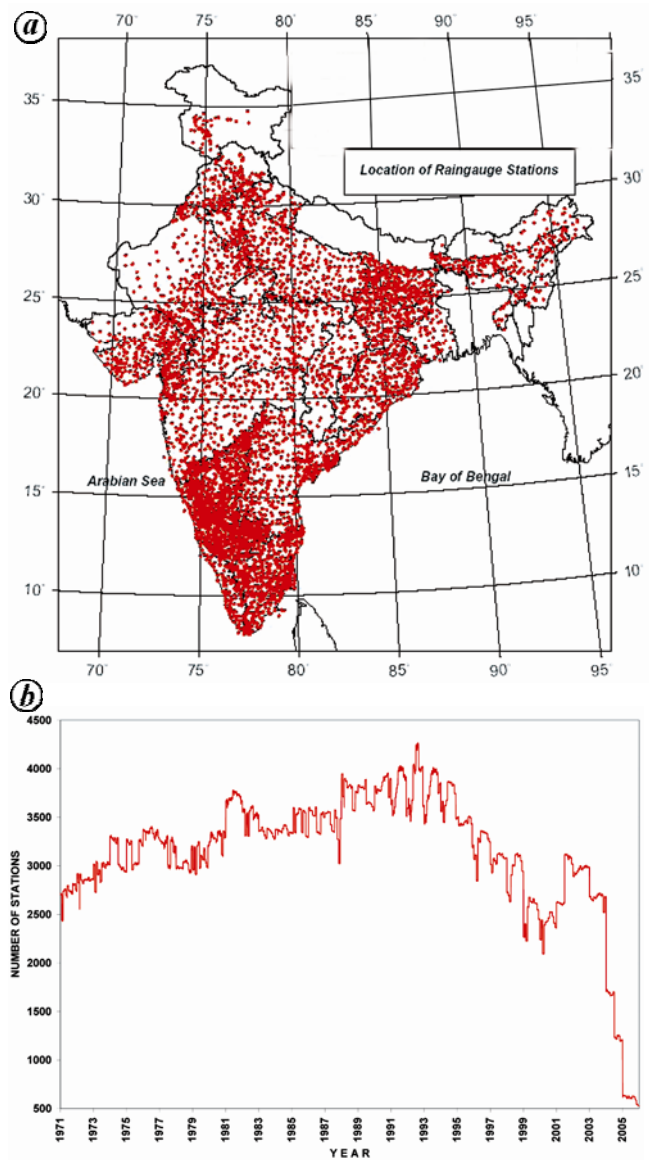 a
70° 75° 80° 85° 90° 95°
35° 35°
Location of Raingauge Stations
30° 30°
25° 25°
20° 20°
Arabian Sea Bay of Bengal
15° 15°
10° 10°
70° 75° 80° 85° 90° 95°
b
4500
4000
3500
3000
2500
2000
1500
1000
500
NUMBER OF STATIONS
1971 1973 1975 1977 1979 1981 1983 1985 1987 1989 1991 1993 1995 1997 1999 2001 2003 2005
YEAR